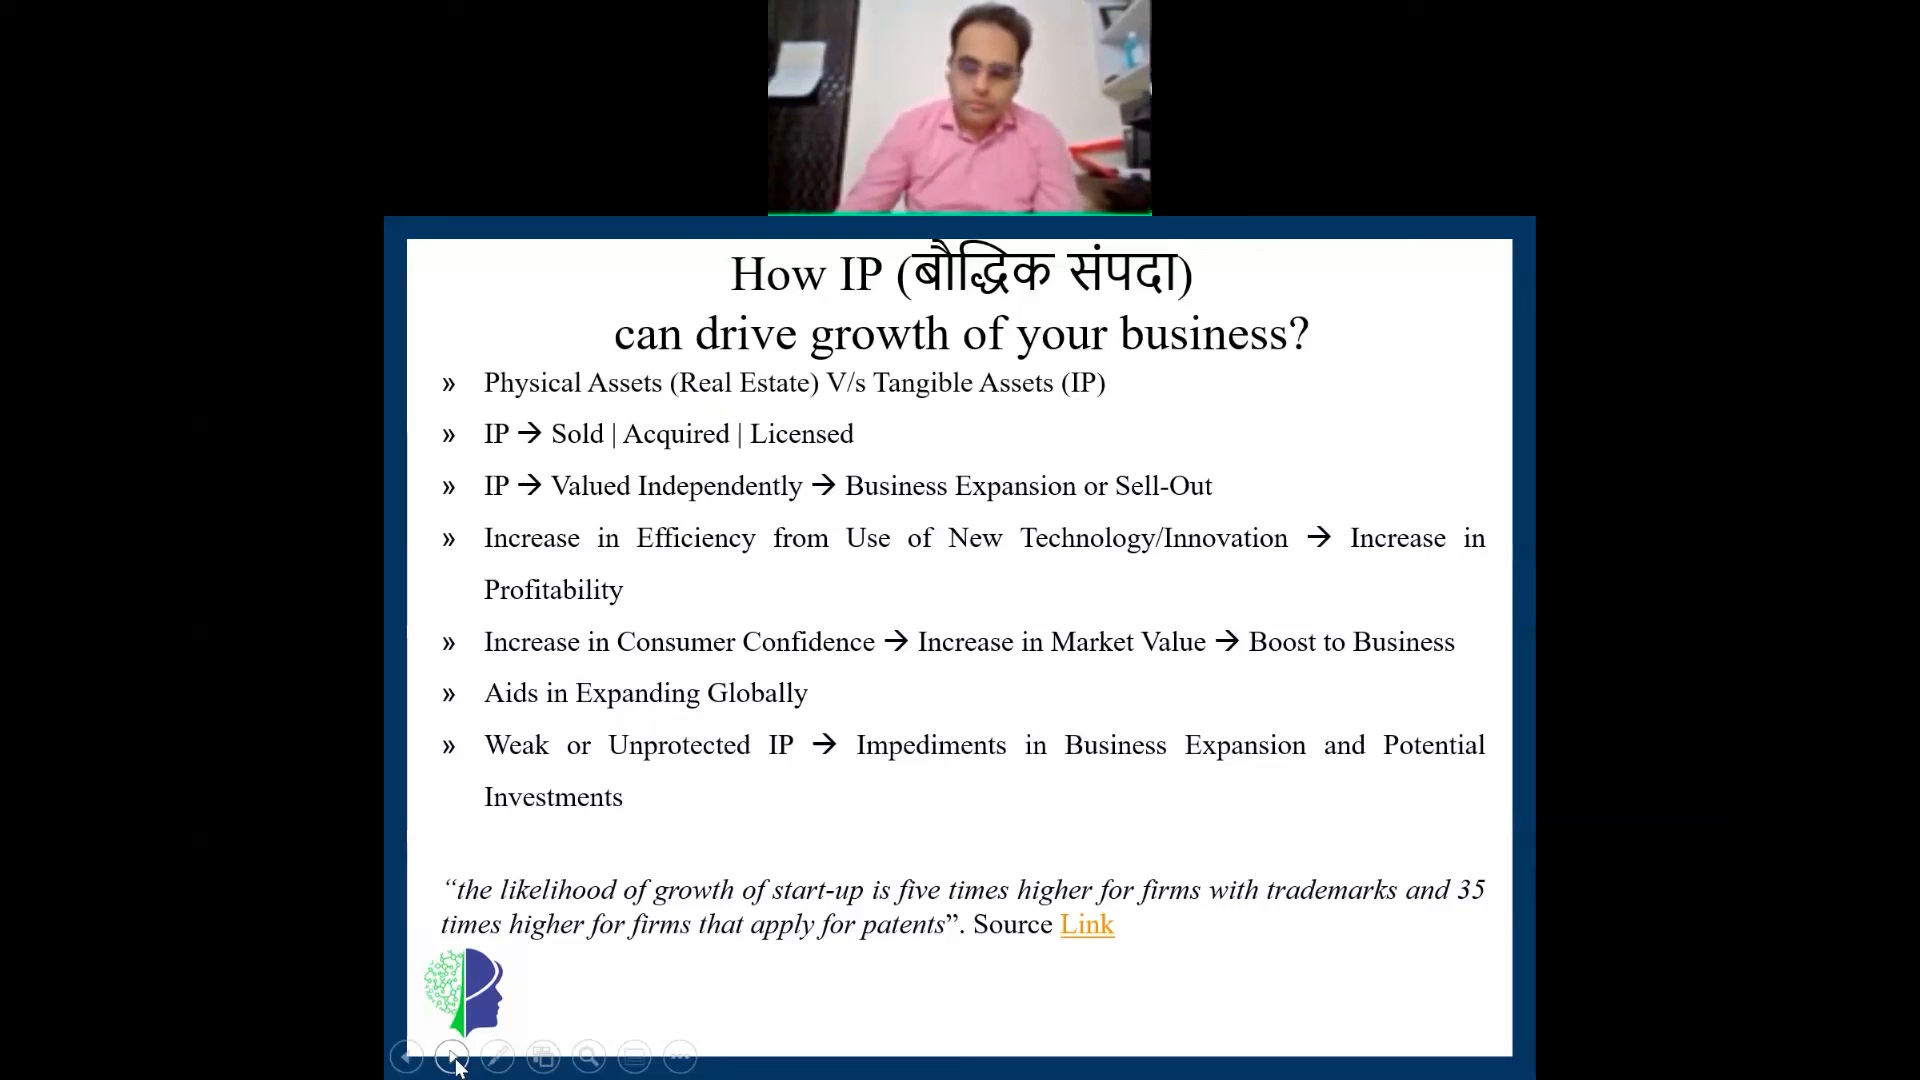 How IP (बौद्धिक संपदा)
can drive growth of your business?
» Physical Assets (Real Estate) V/s Tangible Assets (IP)
» IP → Sold | Acquired | Licensed
» IP → Valued Independently → Business Expansion or Sell-Out
» Increase in Efficiency from Use of New Technology/Innovation → Increase in
Profitability
» Increase in Consumer Confidence → Increase in Market Value → Boost to Business
» Aids in Expanding Globally
» Weak or Unprotected IP → Impediments in Business Expansion and Potential
Investments
“the likelihood of growth of start-up is five times higher for firms with trademarks and 35
times higher for firms that apply for patents”. Source Link